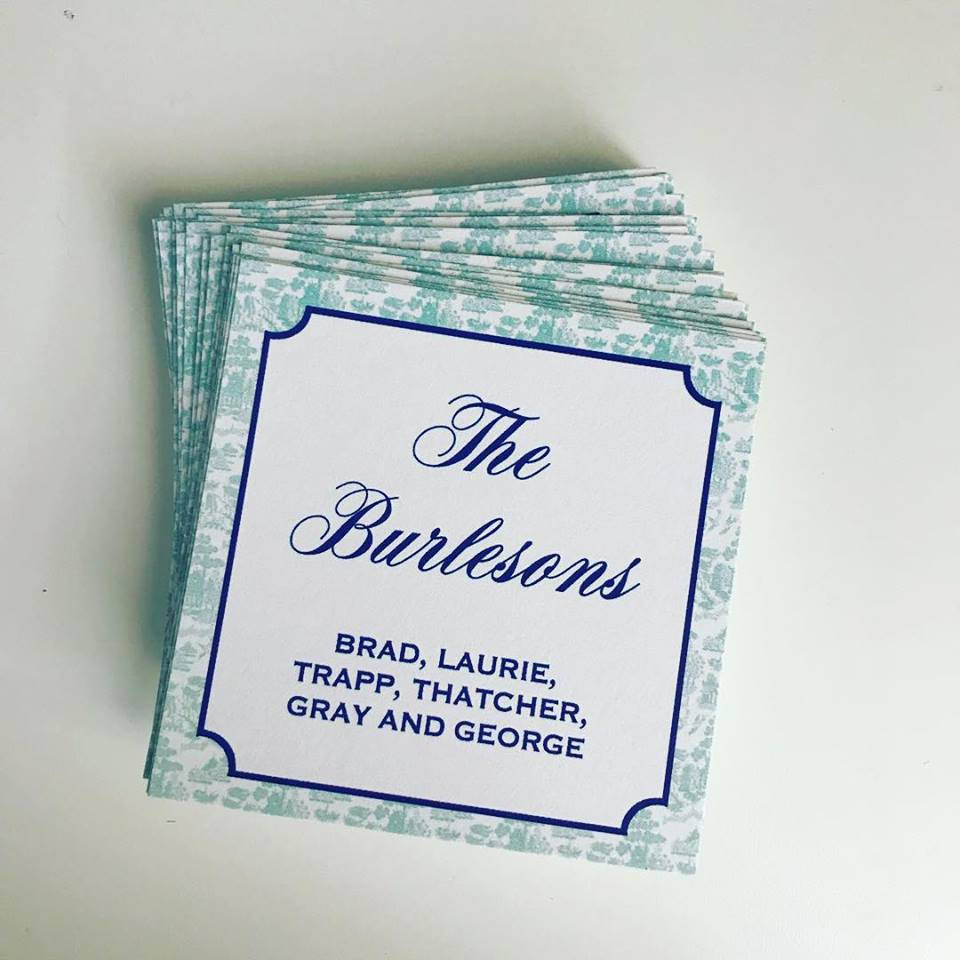 The
Burlesons
BRAD, LAURIE,
TRAPP, THATCHER,
GRAY AND GEORGE